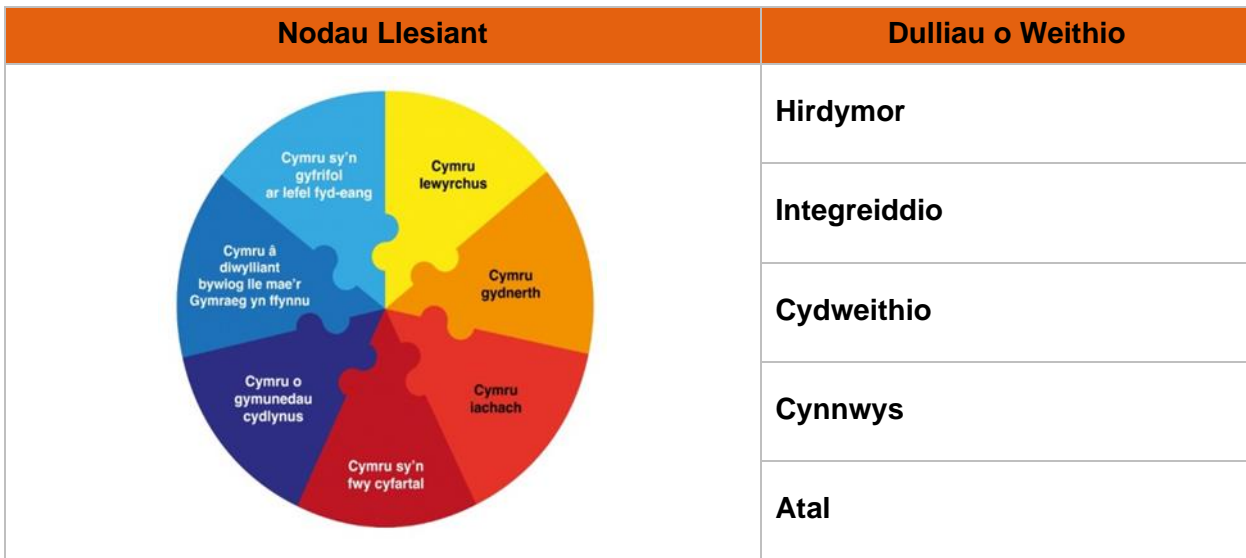 Nodau Llesiant
Dulliau o Weithio
Cymru sy'n
gyfrifol
ar lefel fyd-eang
Cymru
lewyrchus
Cymru
gydnerth
Cymru
iachach
Cymru sy'n
fwy cyfartal
Cymru o
gymunedau
cydlynus
Cymru â
diwylliant
bywiog lle mae'r
Gymraeg yn ffynnu
Hirdymor
Integreiddio
Cydweithio
Cynnwys
Atal